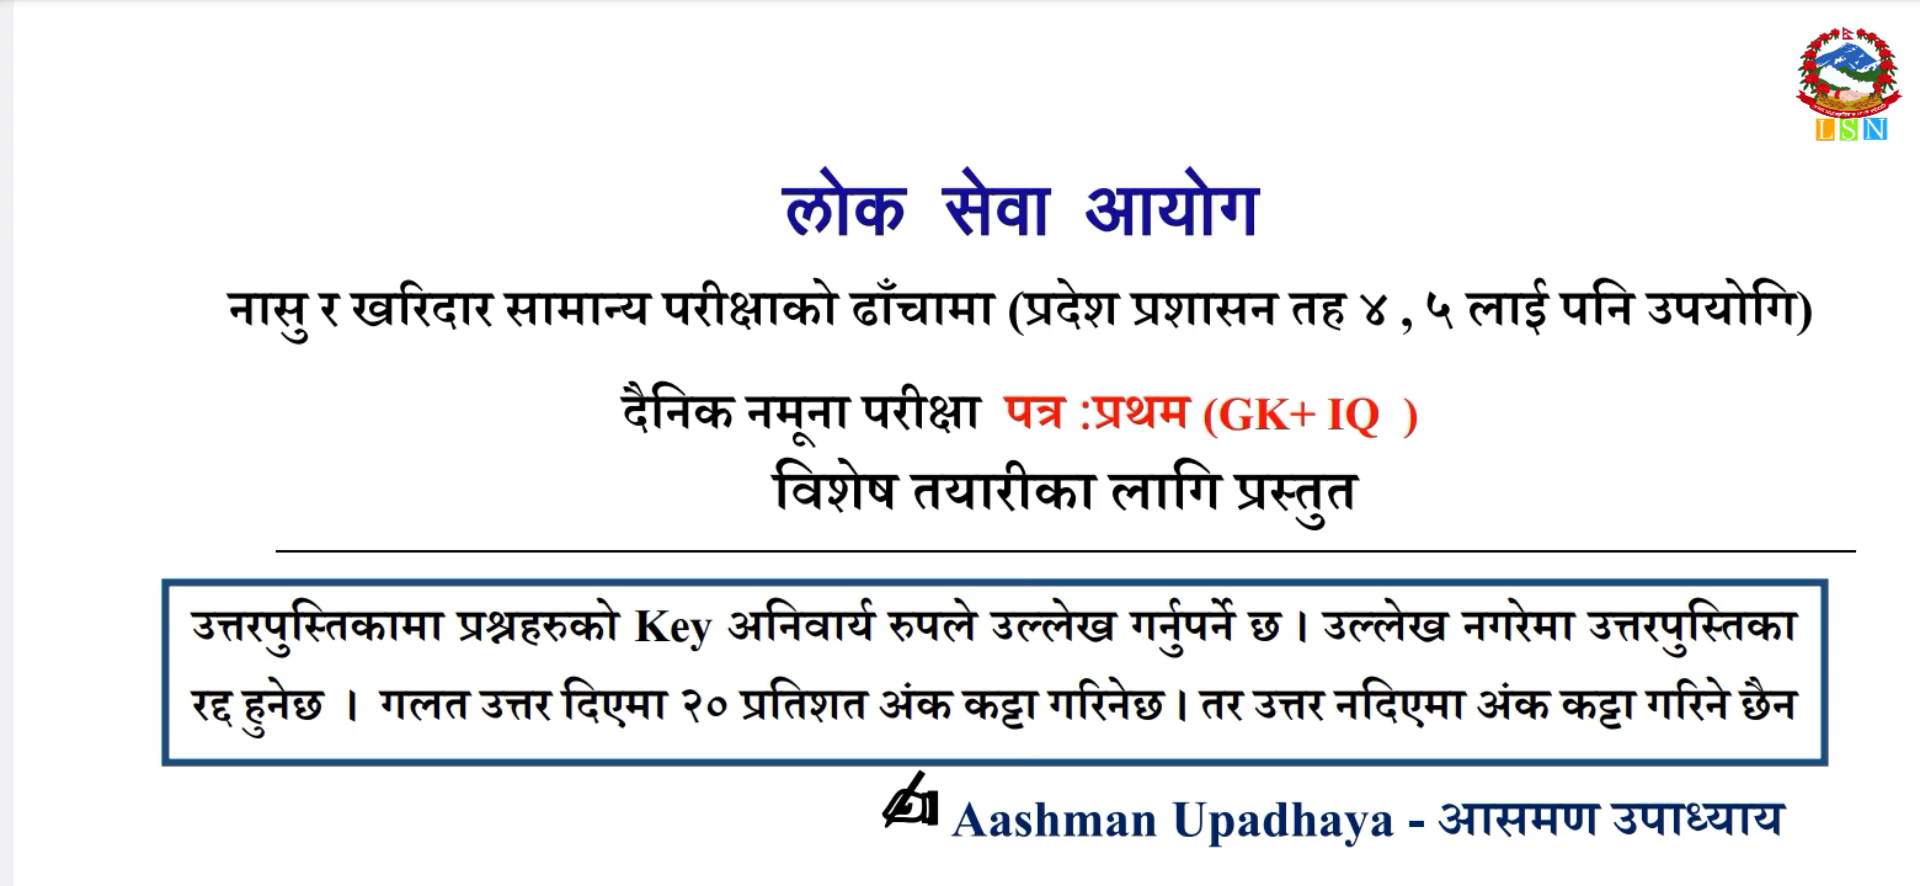 L S N
लोक सेवा आयोग
नासु र खरिदार सामान्य परीक्षाको ढाँचामा (प्रदेश प्रशासन तह ४ , ५ लाई पनि उपयोगि)
दैनिक नमूना परीक्षा पत्र :प्रथम (GK+ IQ )
विशेष तयारीका लागि प्रस्तुत
उत्तरपुस्तिकामा प्रश्नहरुको Key अनिवार्य रुपले उल्लेख गर्नुपर्ने छ । उल्लेख नगरेमा उत्तरपुस्तिका
रद्द हुनेछ । गलत उत्तर दिएमा २० प्रतिशत अंक कट्टा गरिनेछ । तर उत्तर नदिएमा अंक कट्टा गरिने छैन
Aashman Upadhaya - आसमण उपाध्याय